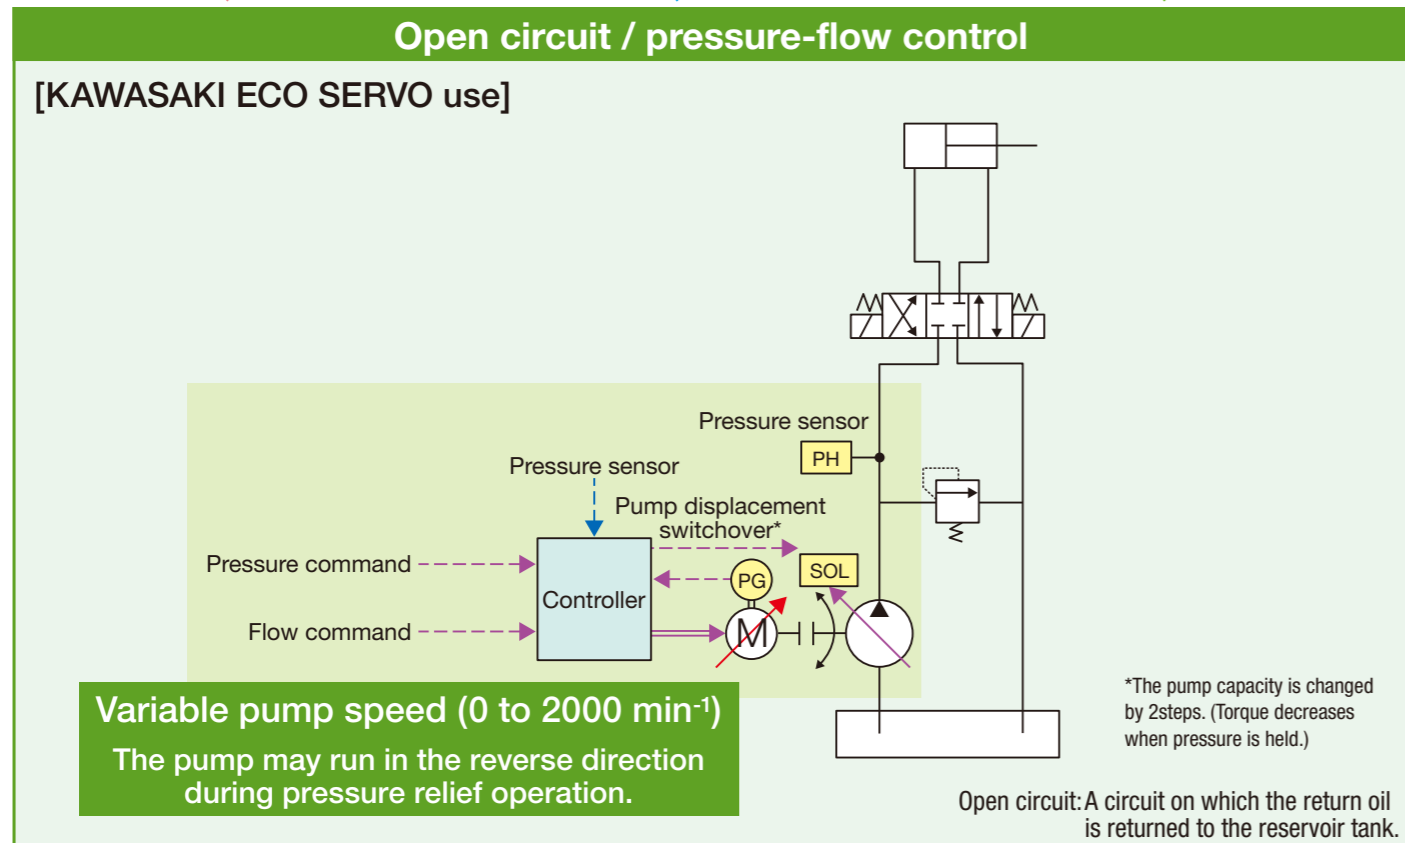 Open circuit / pressure-flow control
[KAWASAKI ECO SERVO use]
Pressure sensor
PH
Pressure sensor
Pump displacement
switchover*
Pressure command
PG
SOL
Controller
Flow command
M
Variable pump speed (0 to 2000 min⁻¹)
The pump may run in the reverse direction
during pressure relief operation.
*The pump capacity is changed
by 2steps. (Torque decreases
when pressure is held.)
Open circuit: A circuit on which the return oil
is returned to the reservoir tank.